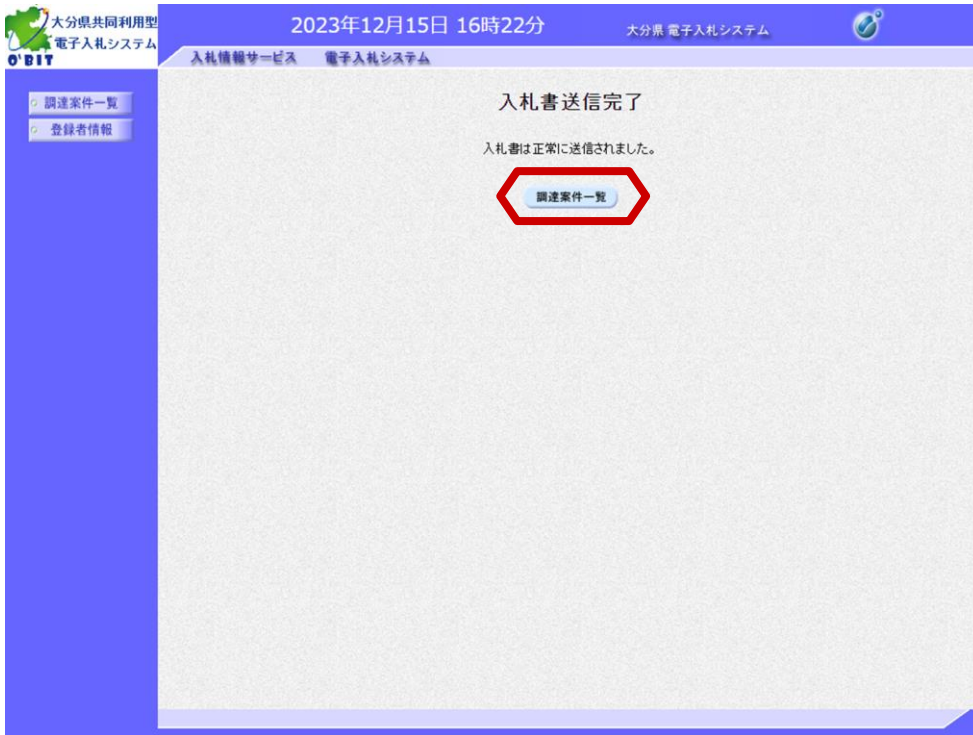 大分県共同利用型
電子入札システム
O'BIT
2023年12月15日 16時22分
大分県 電子入札システム
入札情報サービス
電子入札システム
調達案件一覧
登録者情報
入札書送信完了
入札書は正常に送信されました。
調達案件一覧